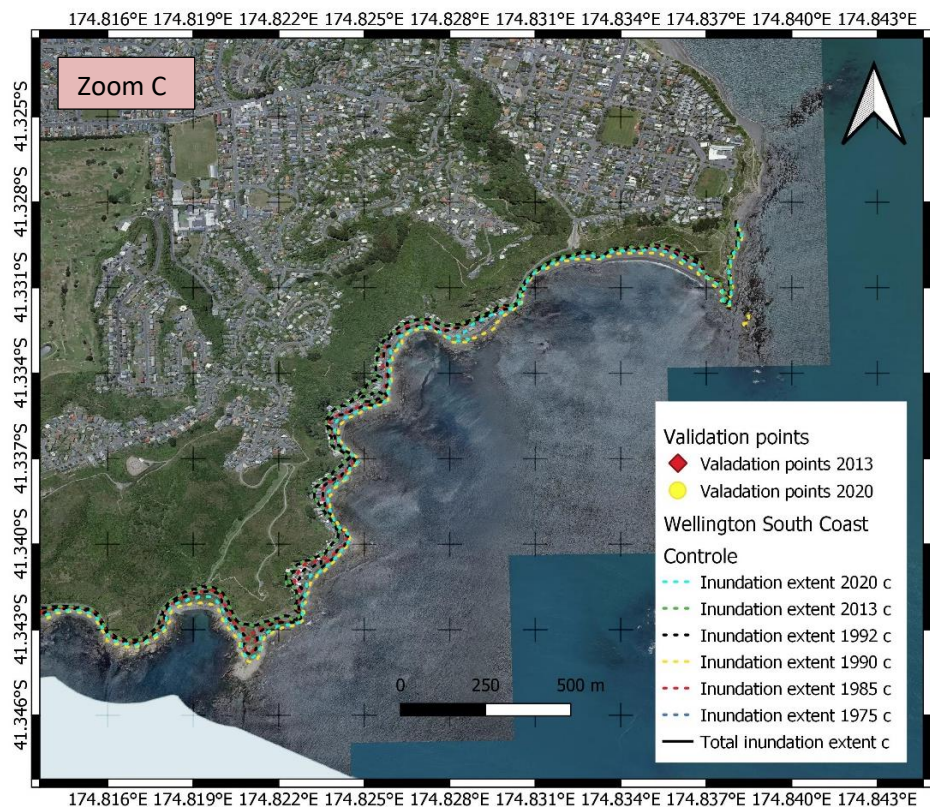 174.816°E 174.819°E 174.822°E 174.825°E 174.828°E 174.831°E 174.834°E 174.837°E 174.840°E 174.843°E
Zoom C
41.325°S
41.328°S
41.331°S
41.334°S
41.337°S
41.340°S
41.343°S
41.346°S
Validation points
Valadation points 2013
Valadation points 2020
Wellington South Coast
Controle
Inundation extent 2020 c
Inundation extent 2013 c
Inundation extent 1992 c
Inundation extent 1990 c
Inundation extent 1985 c
Inundation extent 1975 c
Total inundation extent c
0 250 500 m
174.816°E 174.819°E 174.822°E 174.825°E 174.828°E 174.831°E 174.834°E 174.837°E 174.840°E 174.843°E